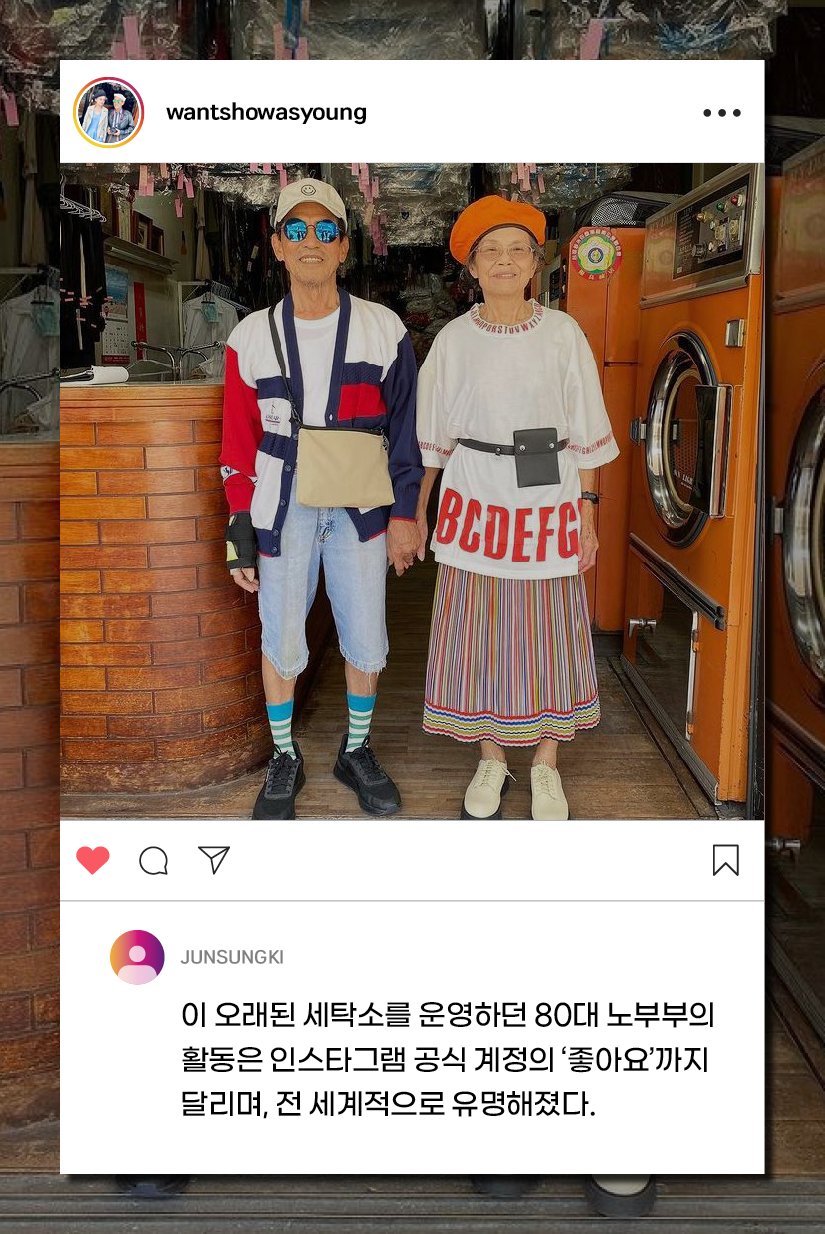 wantshowasyoung
BCDEFG
JUNSUNGKI
이 오래된 세탁소를 운영하던 80대 노부부의
활동은 인스타그램 공식 계정의 ‘좋아요’까지
달리며, 전 세계적으로 유명해졌다.